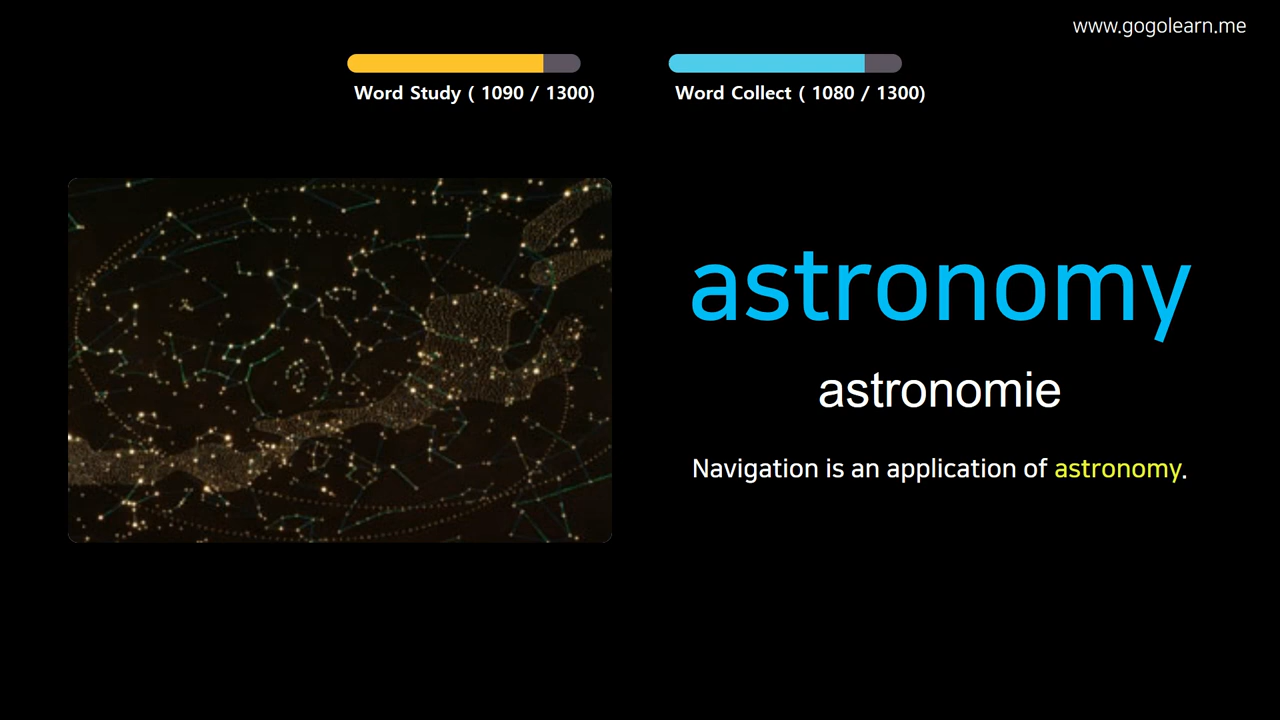 www.gogolearn.me
Word Study ( 1090 / 1300)
Word Collect ( 1080 / 1300)
astronomy
astronomie
Navigation is an application of astronomy.